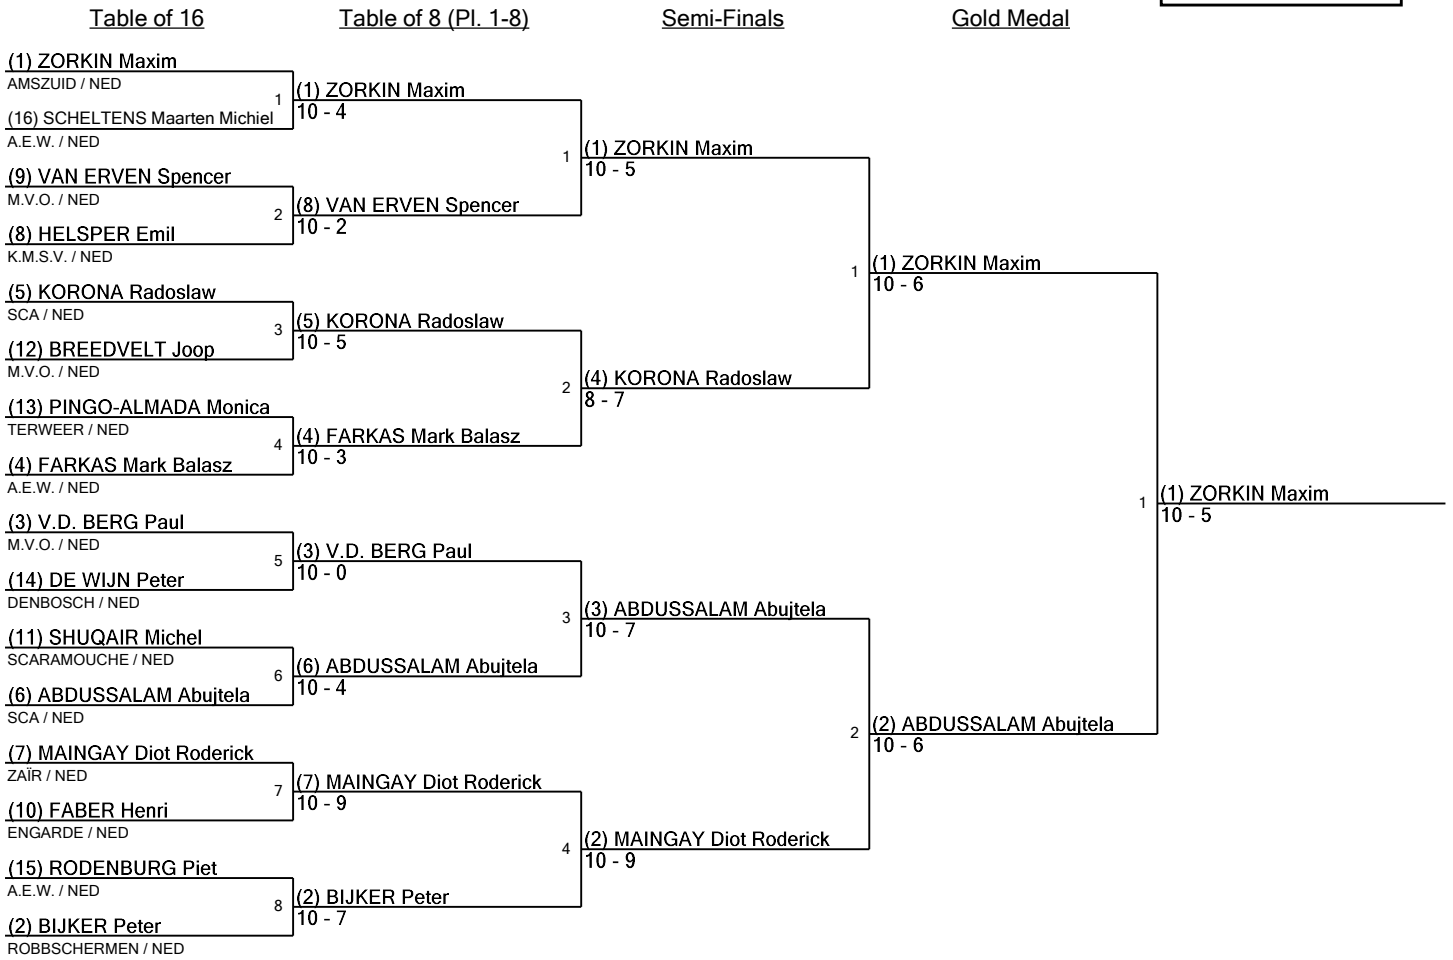 Table of 16
Table of 8 (Pl. 1-8)
Semi-Finals
Gold Medal
(1) ZORKIN Maxim
AMSZUID / NED
1
(16) SCHELTENS Maarten Michiel
A.E.W. / NED
(9) VAN ERVEN Spencer
M.V.O. / NED
2
(8) HELSPER Emil
K.M.S.V. / NED
(5) KORONA Radoslaw
SCA / NED
3
(12) BREEDVELT Joop
M.V.O. / NED
(13) PINGO-ALMADA Monica
TERWEER / NED
4
(4) FARKAS Mark Balasz
A.E.W. / NED
(3) V.D. BERG Paul
M.V.O. / NED
5
(14) DE WIJN Peter
DENBOSCH / NED
(11) SHUQAIR Michel
SCARAMOUCHE / NED
6
(6) ABDUSSALAM Abujtela
SCA / NED
(7) MAINGAY Diot Roderick
ZAÏR / NED
7
(10) FABER Henri
ENGARDE / NED
(15) RODENBURG Piet
A.E.W. / NED
8
(2) BIJKER Peter
ROBBSCHERMEN / NED
(1) ZORKIN Maxim
10 - 4
1
(8) VAN ERVEN Spencer
10 - 2
(5) KORONA Radoslaw
10 - 5
2
(4) FARKAS Mark Balasz
10 - 3
(3) V.D. BERG Paul
10 - 0
3
(6) ABDUSSALAM Abujtela
10 - 4
(7) MAINGAY Diot Roderick
10 - 9
4
(2) BIJKER Peter
10 - 7
(1) ZORKIN Maxim
10 - 5
1
(4) KORONA Radoslaw
8 - 7
(3) ABDUSSALAM Abujtela
10 - 7
2
(2) MAINGAY Diot Roderick
10 - 9
(1) ZORKIN Maxim
10 - 6
1
(2) ABDUSSALAM Abujtela
10 - 6
(1) ZORKIN Maxim
10 - 5